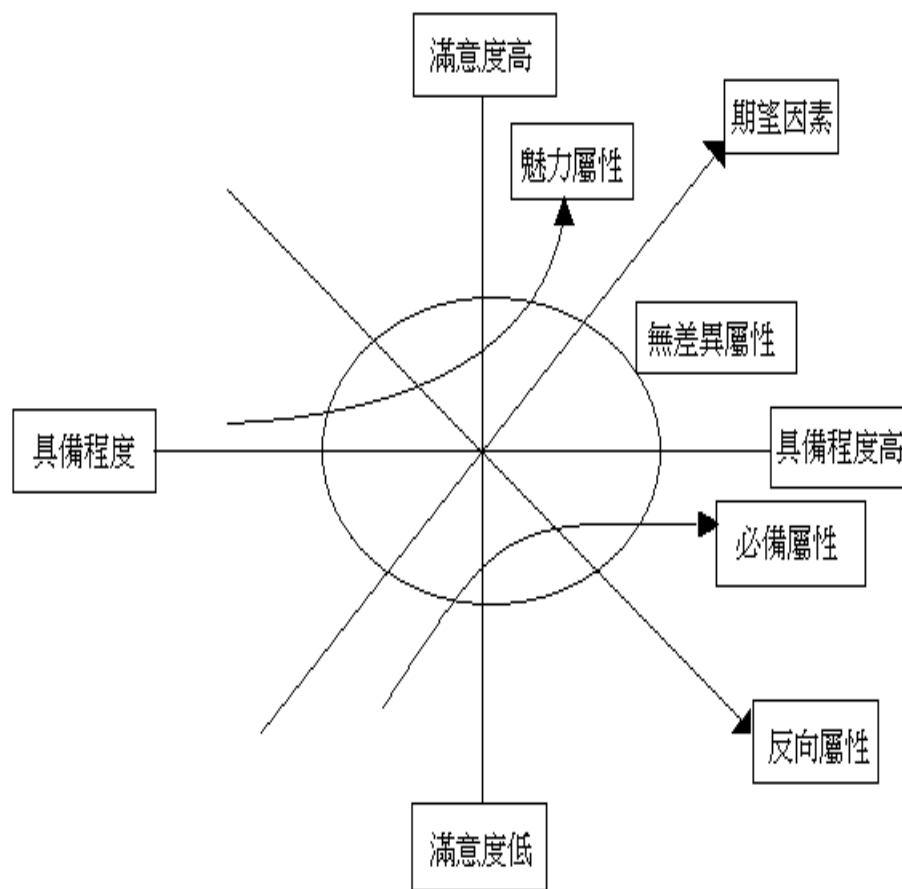 滿意度高
期望因素
魅力屬性
無差異屬性
具備程度
具備程度高
必備屬性
反向屬性
滿意度低